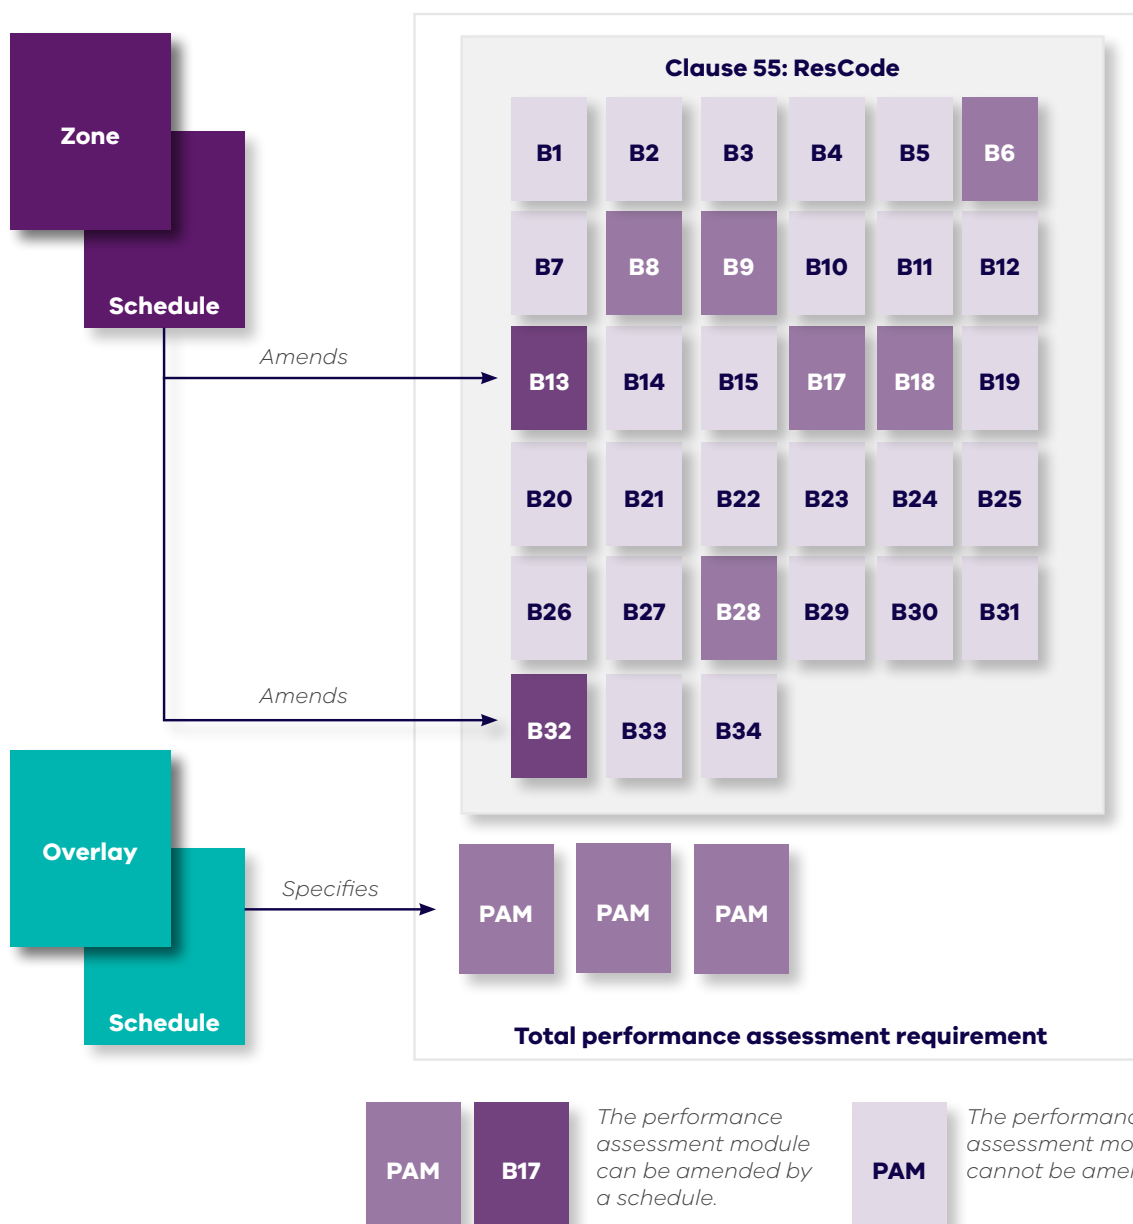 Clause 55: ResCode
Zone
Schedule
Amends
B1 B2 B3 B4 B5 B6
B7 B8 B9 B10 B11 B12
B13 B14 B15 B17 B18 B19
B20 B21 B22 B23 B24 B25
B26 B27 B28 B29 B30 B31
Amends
B32 B33 B34
Overlay
Schedule
Specifies
PAM PAM PAM
Total performance assessment requirement
PAM B17
The performance
assessment module
can be amended by
a schedule.
PAM
The performanc
assessment mo
cannot be amen